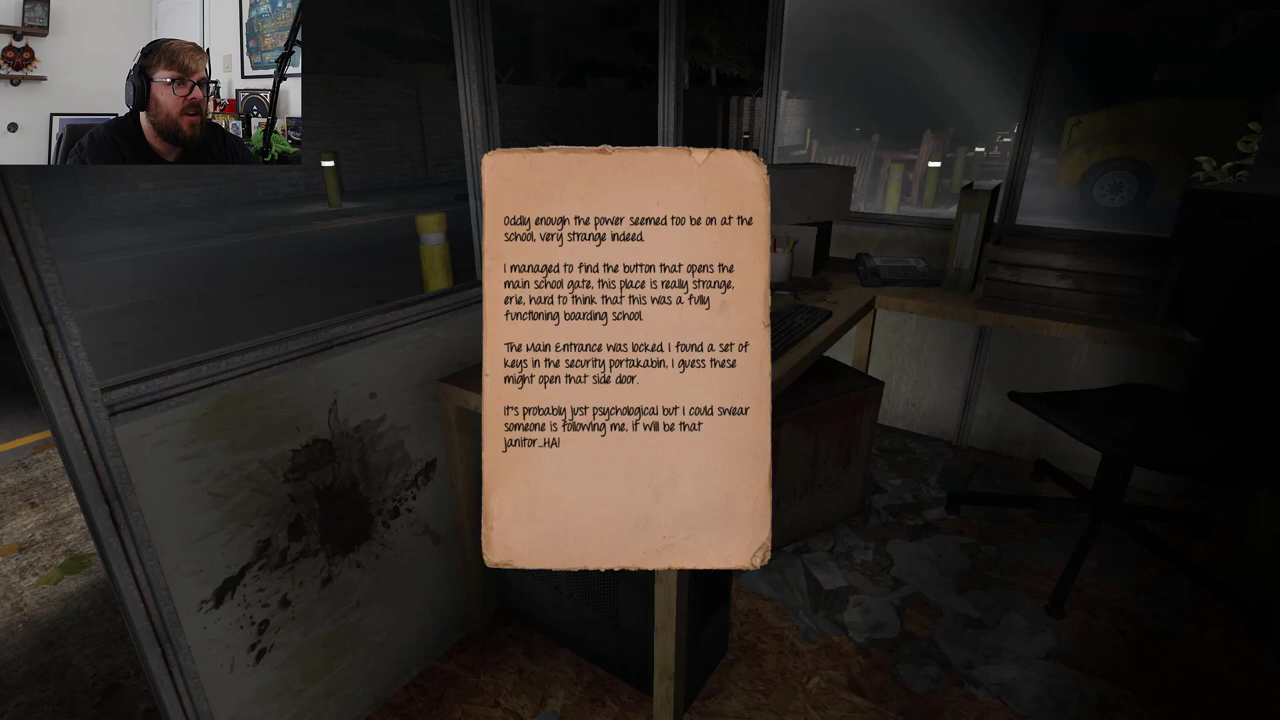 Oddly enough the power seemed too be on at the
school, very strange indeed.
I managed to find the button that opens the
main school gate, this place is really strange,
erie, hard to think that this was a fully
functioning boarding school.
The Main Entrance was locked, I found a set of
keys in the security portakabin, I guess these
might open that side door.
It's probably just psychological but I could swear
someone is following me, it will be that
janitor...HA!